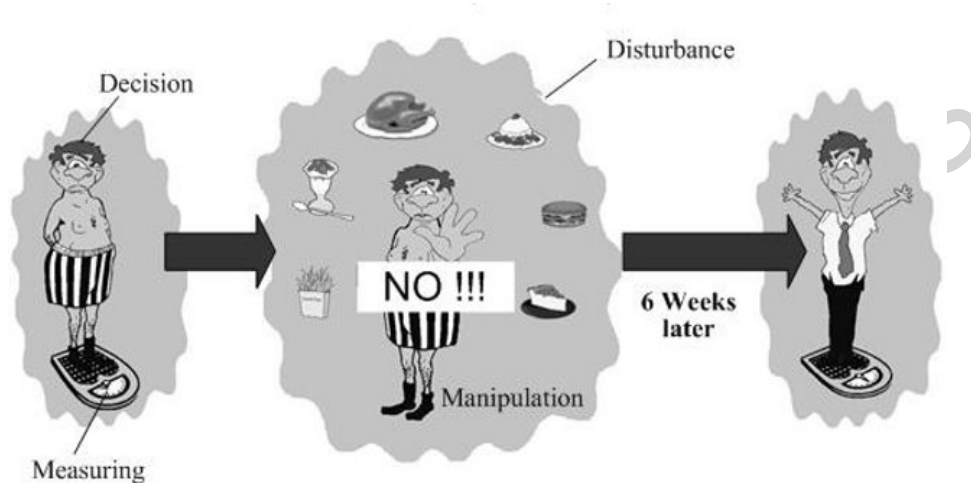 Disturbance
Decision
NO !!!
6 Weeks
later
Manipulation
Measuring